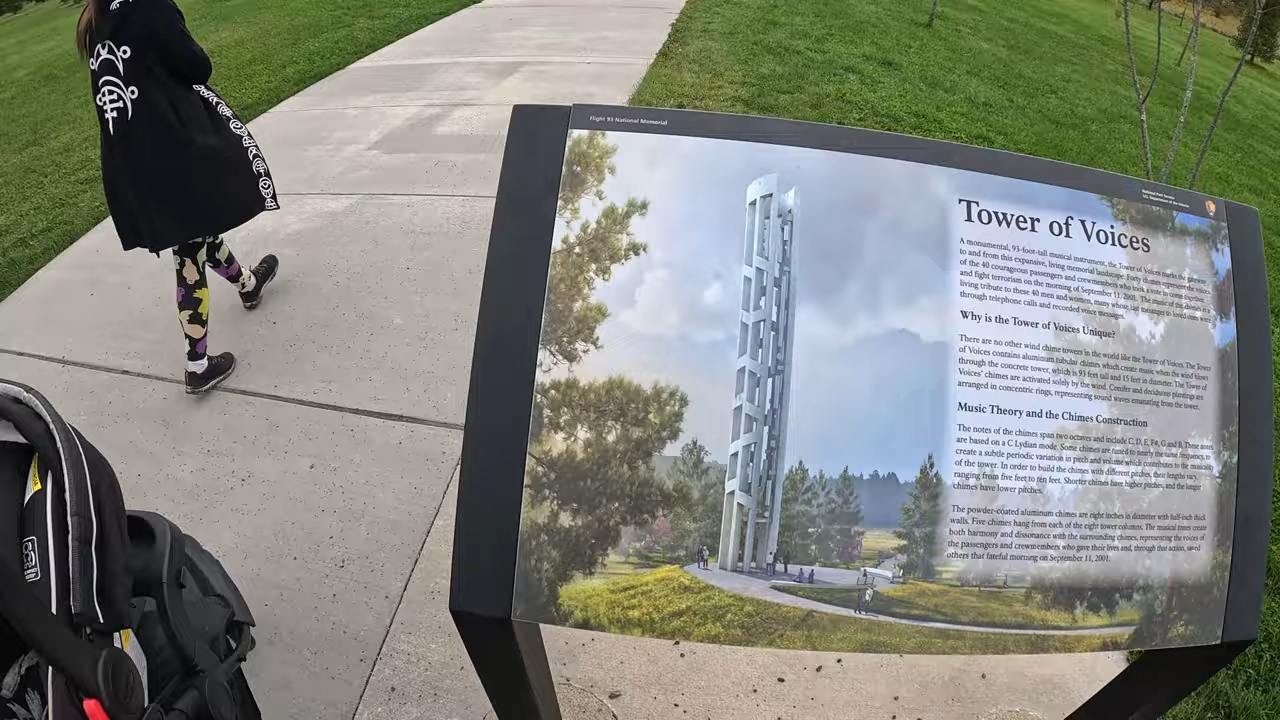 Flight 93 National Memorial
National Park Service
U.S. Department of the Interior
Tower of Voices
A monumental, 93-foot-tall musical instrument, the Tower of Voices marks the gateway
to and from this expansive, living memorial landscape. Forty chimes represent the voices
of the 40 courageous passengers and crewmembers who took a vote to come together,
and fight terrorism on the morning of September 11, 2001. The music of the chimes is a
living tribute to these 40 men and women, many whose last messages to loved ones were
through telephone calls and recorded voice messages.
Why is the Tower of Voices Unique?
There are no other wind chime towers in the world like the Tower of Voices. The Tower
of Voices contains aluminum tubular chimes which create music when the wind blows
through the concrete tower, which is 93 feet tall and 15 feet in diameter. The Tower of
Voices' chimes are activated solely by the wind. Conifer and deciduous plantings are
arranged in concentric rings, representing sound waves emanating from the tower.
Music Theory and the Chimes Construction
The notes of the chimes span two octaves and include C, D, E, F#, G and B. These notes
are based on a C Lydian mode. Some chimes are tuned to nearly the same frequency, to
create a subtle periodic variation in pitch and volume which contributes to the musicality
of the tower. In order to build the chimes with different pitches, their lengths vary,
ranging from five feet to ten feet. Shorter chimes have higher pitches, and the longer
chimes have lower pitches.
The powder-coated aluminum chimes are eight inches in diameter with half-inch thick
walls. Five chimes hang from each of the eight tower columns. The musical tones create
both harmony and dissonance with the surrounding chimes, representing the voices of
the passengers and crewmembers who gave their lives and, through that action, saved
others that fateful morning on September 11, 2001.